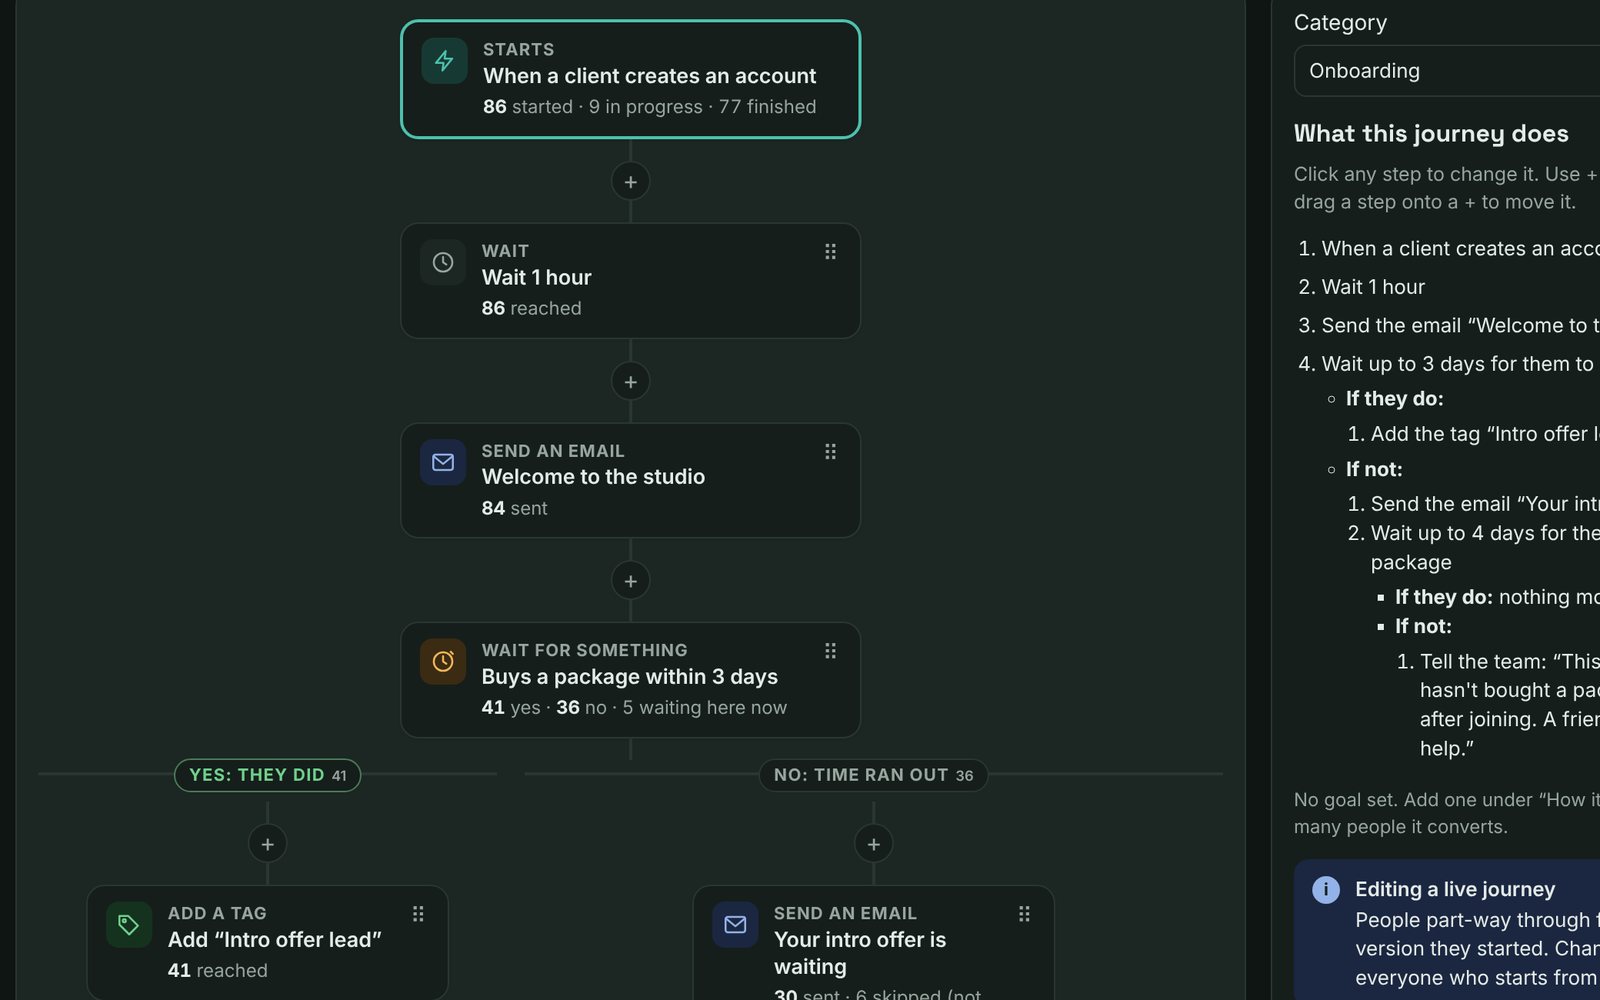 STARTS
When a client creates an account
86 started · 9 in progress · 77 finished
+
WAIT
Wait 1 hour
86 reached
+
SEND AN EMAIL
Welcome to the studio
84 sent
+
WAIT FOR SOMETHING
Buys a package within 3 days
41 yes · 36 no · 5 waiting here now
YES: THEY DID 41
NO: TIME RAN OUT 36
+
+
ADD A TAG
Add “Intro offer lead”
41 reached
SEND AN EMAIL
Your intro offer is
waiting
30 sent · 6 skipped (not
Category
Onboarding
What this journey does
Click any step to change it. Use +
drag a step onto a + to move it.
1. When a client creates an acco
2. Wait 1 hour
3. Send the email “Welcome to t
4. Wait up to 3 days for them to
If they do:
1. Add the tag “Intro offer l
If not:
1. Send the email “Your intr
2. Wait up to 4 days for the
package
If they do: nothing mo
If not:
1. Tell the team: “This
hasn't bought a pac
after joining. A frien
help.”
No goal set. Add one under “How it
many people it converts.
Editing a live journey
People part-way through f
version they started. Chan
everyone who starts from